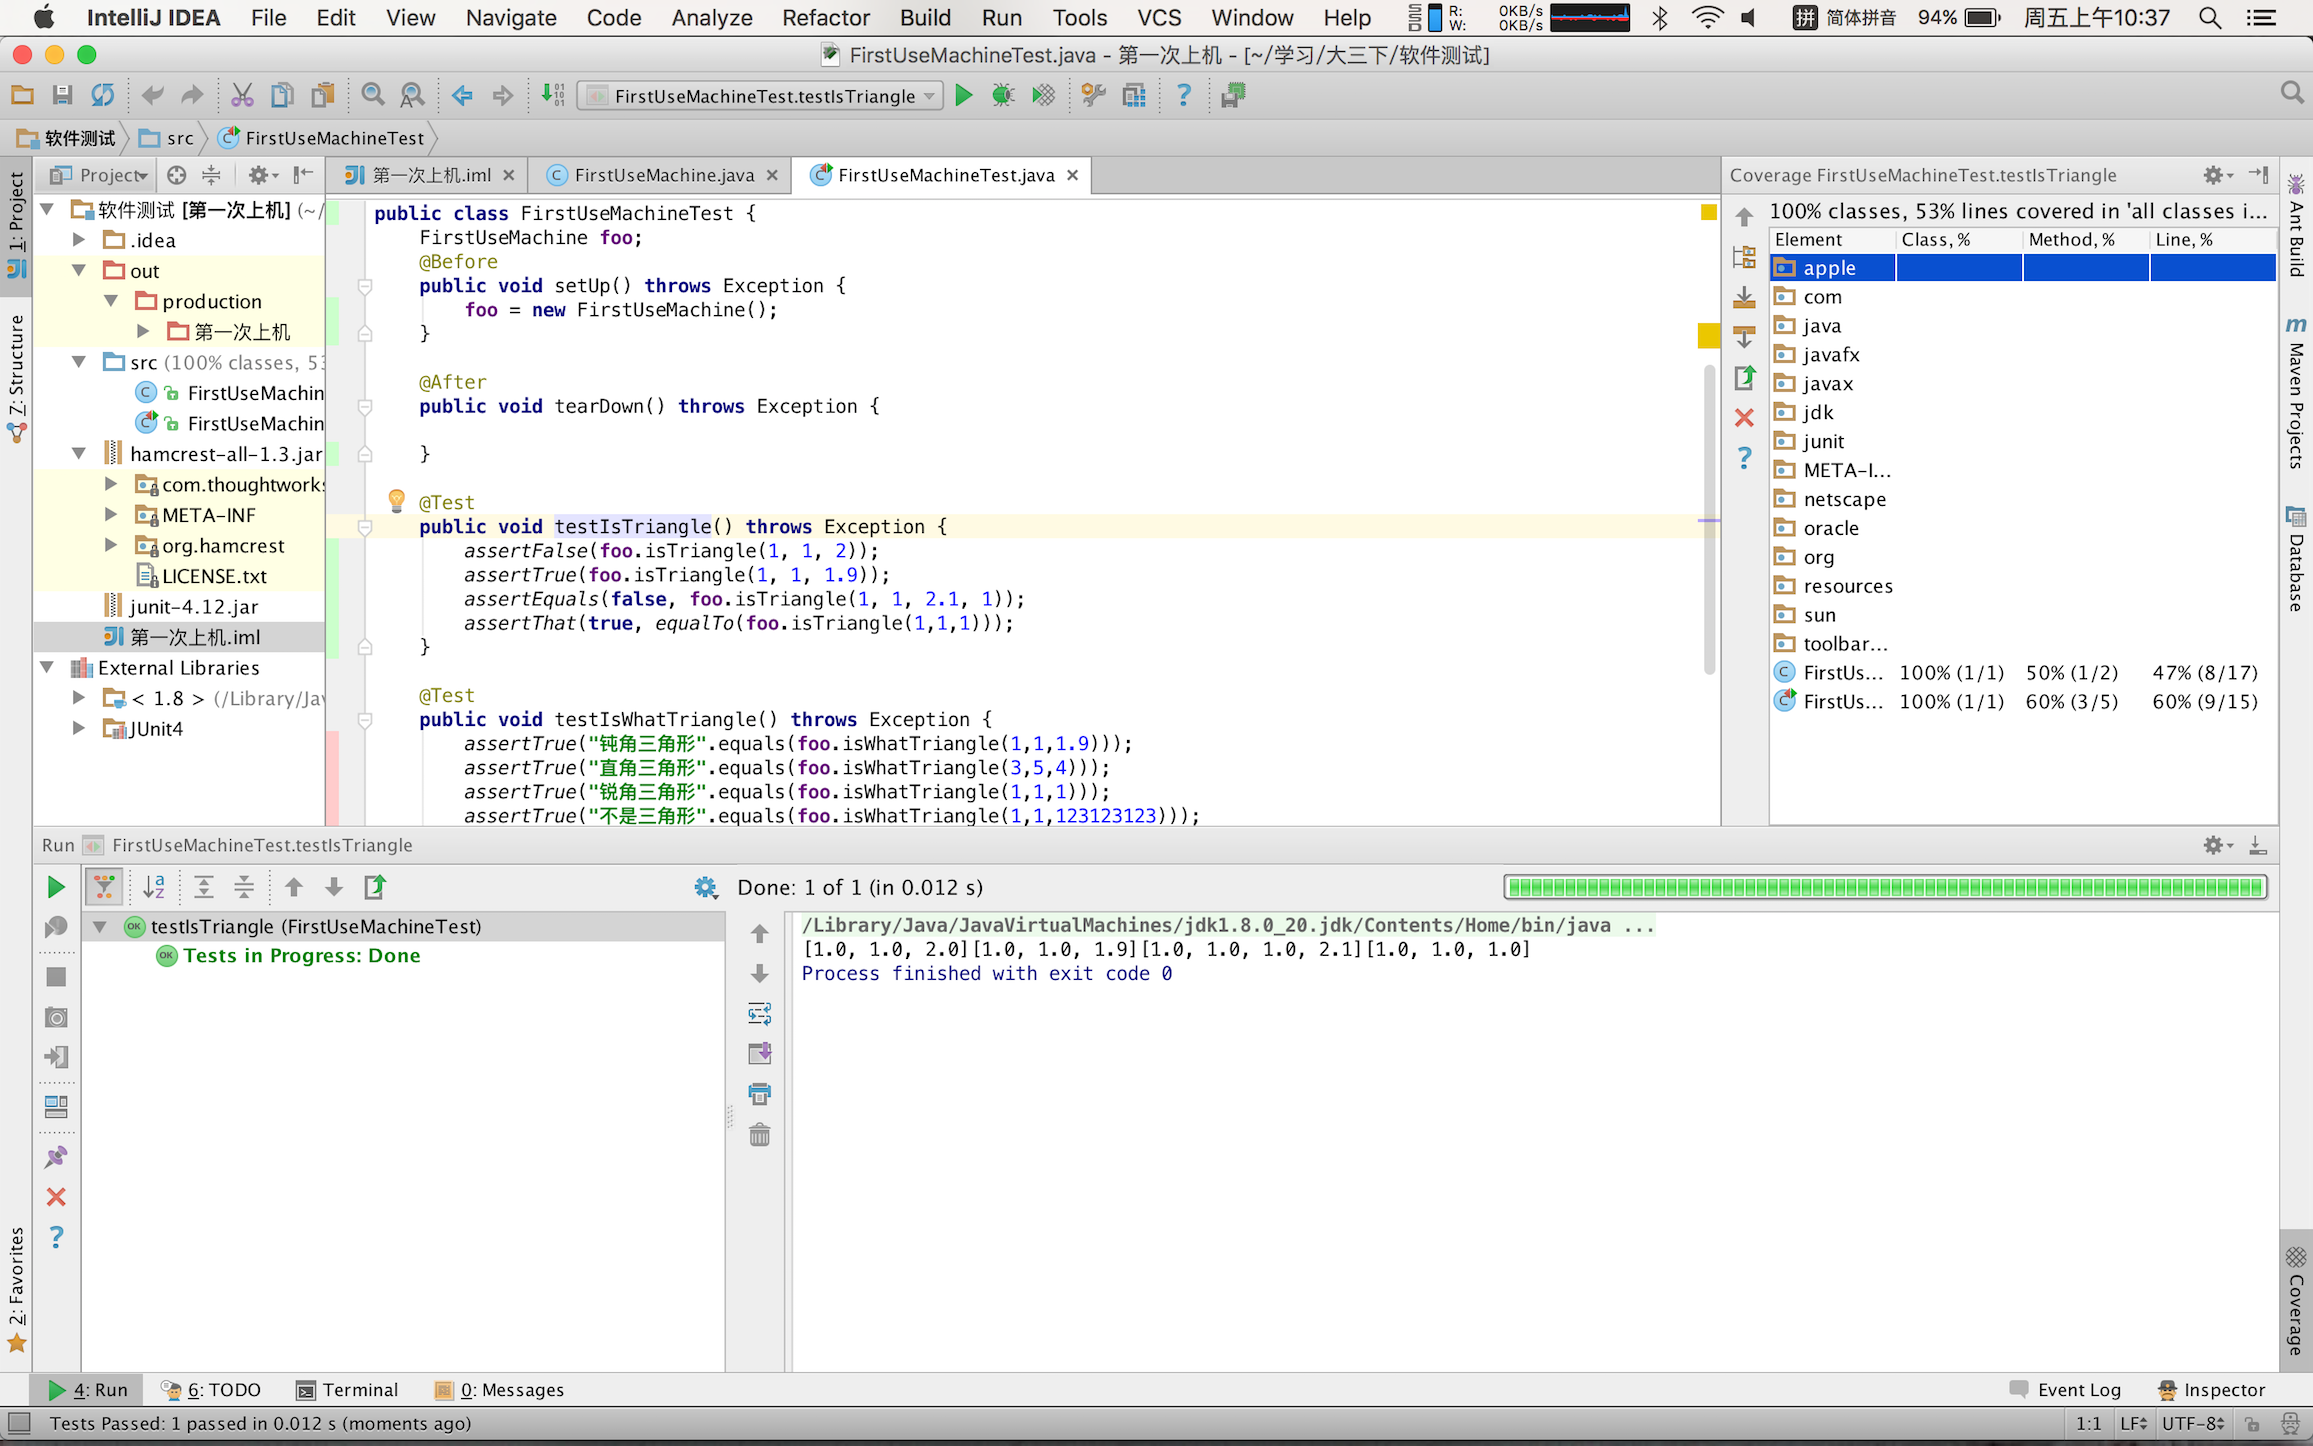 IntelliJ IDEA File Edit View Navigate Code Analyze Refactor Build Run Tools VCS Window Help SSD R: W: 0KB/s 0KB/s 拼 简体拼音 94% 周五上午10:37
FirstUseMachineTest.java - 第一次上机 - [~/学习/大三下/软件测试]
FirstUseMachineTest.testIsTriangle
软件测试 src FirstUseMachineTest
1: Project
7: Structure
2: Favorites
Project
软件测试 [第一次上机] (~/
.idea
out
production
第一次上机
src (100% classes, 53
FirstUseMachin
FirstUseMachin
hamcrest-all-1.3.jar
com.thoughtworks
META-INF
org.hamcrest
LICENSE.txt
junit-4.12.jar
第一次上机.iml
External Libraries
< 1.8 > (/Library/Jav
JUnit4
第一次上机.iml FirstUseMachine.java FirstUseMachineTest.java
public class FirstUseMachineTest {
FirstUseMachine foo;
@Before
public void setUp() throws Exception {
foo = new FirstUseMachine();
}
@After
public void tearDown() throws Exception {
}
@Test
public void testIsTriangle() throws Exception {
assertFalse(foo.isTriangle(1, 1, 2));
assertTrue(foo.isTriangle(1, 1, 1.9));
assertEquals(false, foo.isTriangle(1, 1, 2.1, 1));
assertThat(true, equalTo(foo.isTriangle(1,1,1)));
}
@Test
public void testIsWhatTriangle() throws Exception {
assertTrue("钝角三角形".equals(foo.isWhatTriangle(1,1,1.9)));
assertTrue("直角三角形".equals(foo.isWhatTriangle(3,5,4)));
assertTrue("锐角三角形".equals(foo.isWhatTriangle(1,1,1)));
assertTrue("不是三角形".equals(foo.isWhatTriangle(1,1,123123123)));
Coverage FirstUseMachineTest.testIsTriangle
100% classes, 53% lines covered in 'all classes i...
Element Class, % Method, % Line, %
apple
com
java
javafx
javax
jdk
junit
META-I...
netscape
oracle
org
resources
sun
toolbar...
FirstUs... 100% (1/1) 50% (1/2) 47% (8/17)
FirstUs... 100% (1/1) 60% (3/5) 60% (9/15)
Ant Build
Maven Projects
Database
Coverage
Run FirstUseMachineTest.testIsTriangle
Done: 1 of 1 (in 0.012 s)
testIsTriangle (FirstUseMachineTest)
Tests in Progress: Done
/Library/Java/JavaVirtualMachines/jdk1.8.0_20.jdk/Contents/Home/bin/java ...
[1.0, 1.0, 2.0][1.0, 1.0, 1.9][1.0, 1.0, 1.0, 2.1][1.0, 1.0, 1.0]
Process finished with exit code 0
4: Run 6: TODO Terminal 0: Messages Event Log Inspector
Tests Passed: 1 passed in 0.012 s (moments ago) 1:1 LF UTF-8